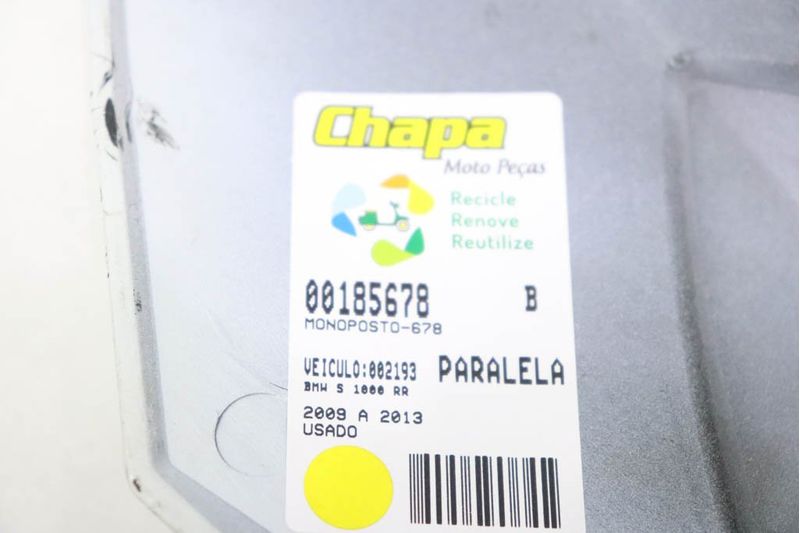 Chapa
Moto Peças
Recicle
Renove
Reutilize
00185678 B
MONOPOSTO-678
VEICULO:002193 PARALELA
BMW S 1000 RR
2009 A 2013
USADO